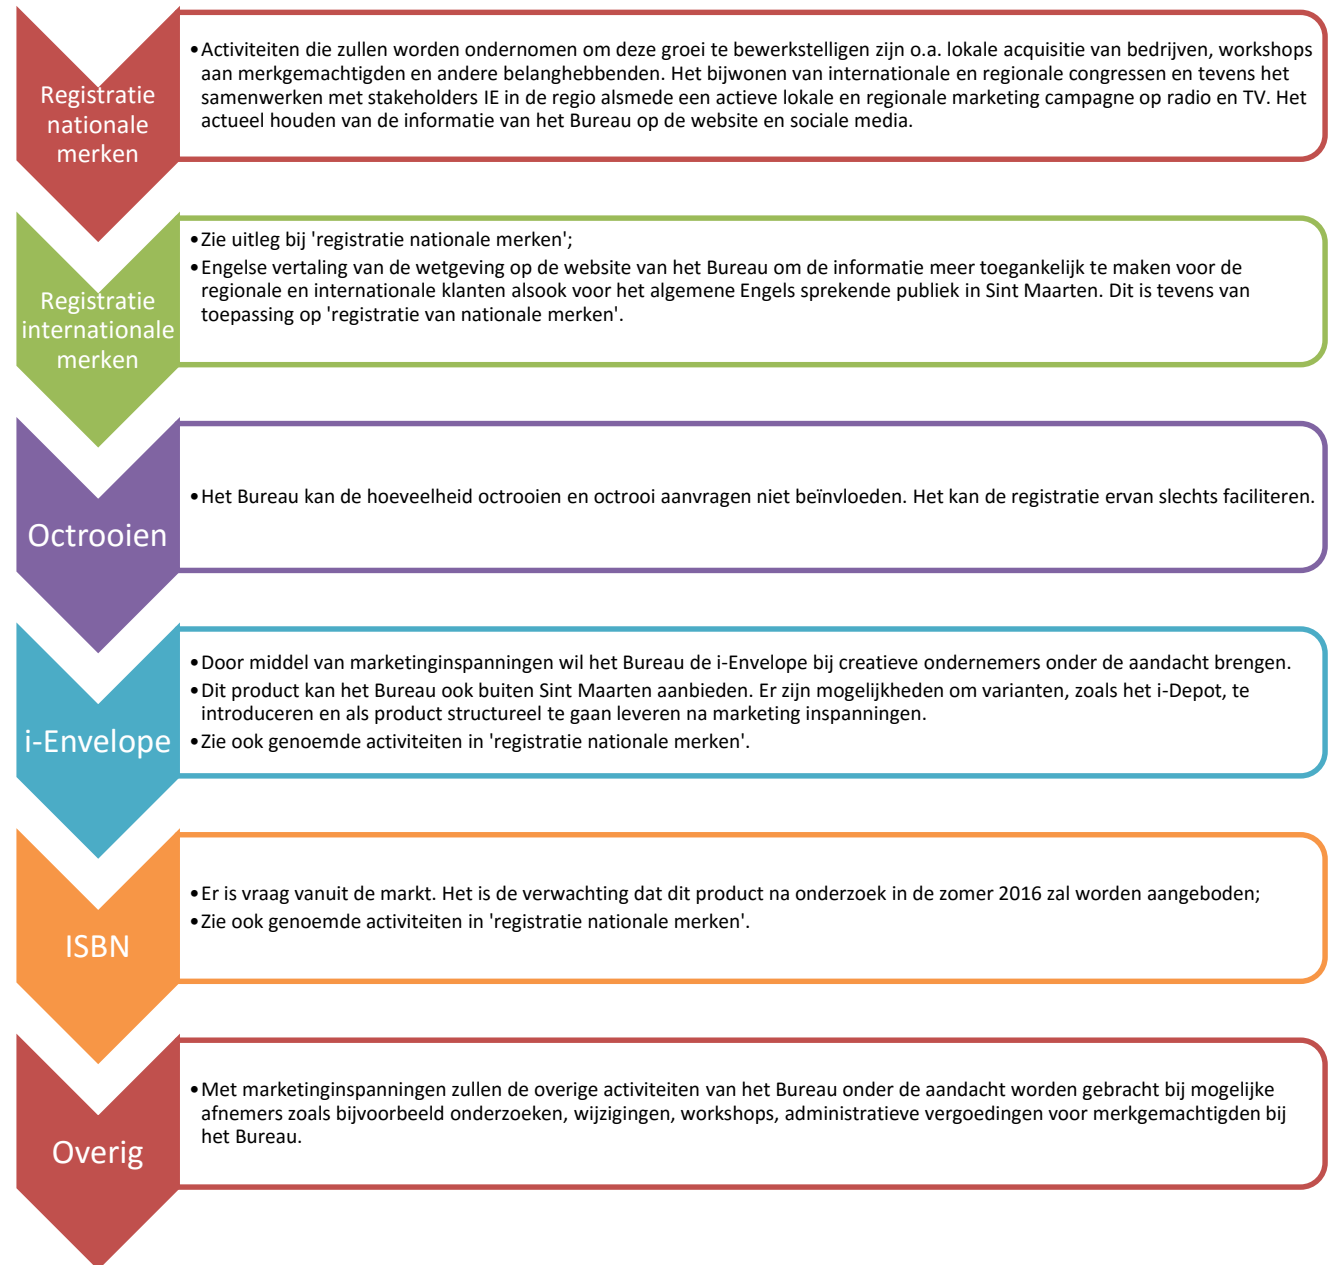 Registratie
nationale
merken
•Activiteiten die zullen worden ondernomen om deze groei te bewerkstelligen zijn o.a. lokale acquisitie van bedrijven, workshops
aan merkgemachtigden en andere belanghebbenden. Het bijwonen van internationale en regionale congressen en tevens het
samenwerken met stakeholders IE in de regio alsmede een actieve lokale en regionale marketing campagne op radio en TV. Het
actueel houden van de informatie van het Bureau op de website en sociale media.
Registratie
internationale
merken
•Zie uitleg bij 'registratie nationale merken';
•Engelse vertaling van de wetgeving op de website van het Bureau om de informatie meer toegankelijk te maken voor de
regionale en internationale klanten alsook voor het algemene Engels sprekende publiek in Sint Maarten. Dit is tevens van
toepassing op 'registratie van nationale merken'.
Octrooien
•Het Bureau kan de hoeveelheid octrooien en octrooi aanvragen niet beïnvloeden. Het kan de registratie ervan slechts faciliteren.
i-Envelope
•Door middel van marketinginspanningen wil het Bureau de i-Envelope bij creatieve ondernemers onder de aandacht brengen.
•Dit product kan het Bureau ook buiten Sint Maarten aanbieden. Er zijn mogelijkheden om varianten, zoals het i-Depot, te
introduceren en als product structureel te gaan leveren na marketing inspanningen.
•Zie ook genoemde activiteiten in 'registratie nationale merken'.
ISBN
•Er is vraag vanuit de markt. Het is de verwachting dat dit product na onderzoek in de zomer 2016 zal worden aangeboden;
•Zie ook genoemde activiteiten in 'registratie nationale merken'.
Overig
•Met marketinginspanningen zullen de overige activiteiten van het Bureau onder de aandacht worden gebracht bij mogelijke
afnemers zoals bijvoorbeeld onderzoeken, wijzigingen, workshops, administratieve vergoedingen voor merkgemachtigden bij
het Bureau.